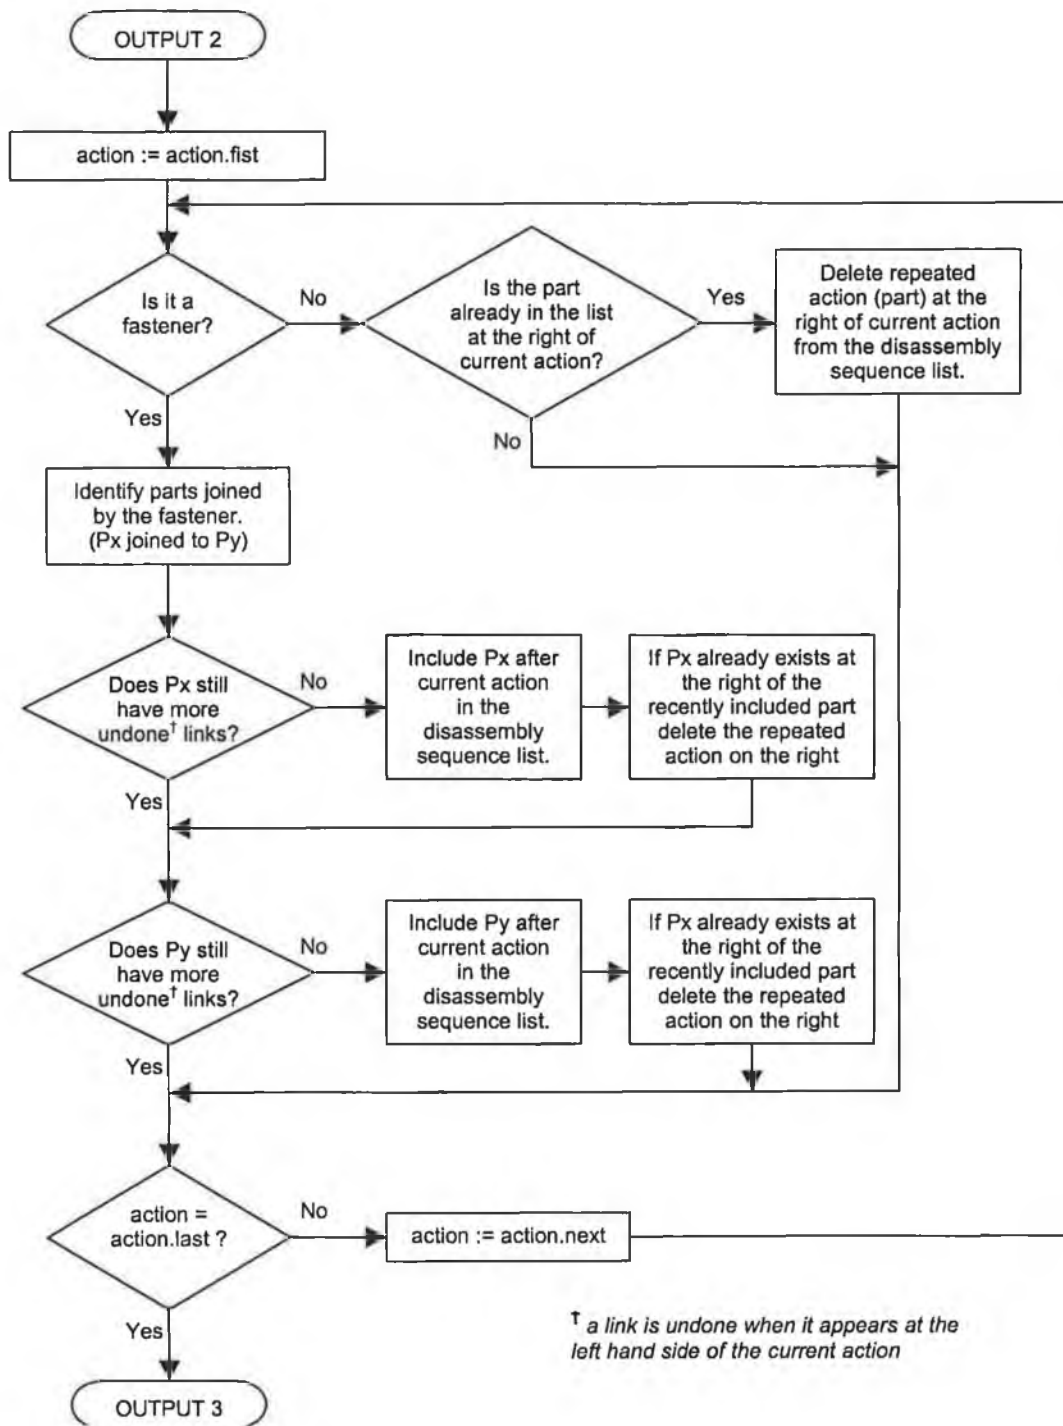 OUTPUT 2
action := action.fist
Is it a
fastener?
No
Is the part
already in the list
at the right of
current action?
Yes
Delete repeated
action (part) at the
right of current action
from the disassembly
sequence list.
Yes
No
Identify parts joined
by the fastener.
(Px joined to Py)
Does Px still
have more
undone† links?
No
Include Px after
current action
in the
disassembly
sequence list.
If Px already exists at
the right of the
recently included part
delete the repeated
action on the right
Yes
Does Py still
have more
undone† links?
No
Include Py after
current action
in the
disassembly
sequence list.
If Px already exists at
the right of the
recently included part
delete the repeated
action on the right
Yes
action =
action.last ?
No
action := action.next
Yes
† a link is undone when it appears at the
left hand side of the current action
OUTPUT 3